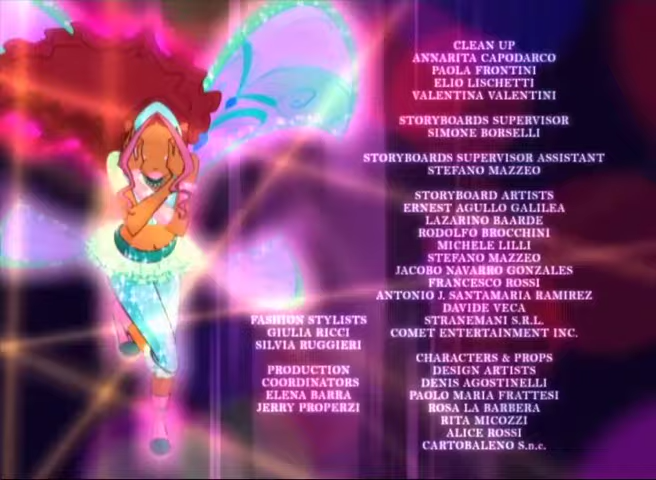 CLEAN UP
ANNARITA CAPODARCO
PAOLA FRONTINI
ELIO LISCHETTI
VALENTINA VALENTINI
STORYBOARDS SUPERVISOR
SIMONE BORSELLI
STORYBOARDS SUPERVISOR ASSISTANT
STEFANO MAZZEO
STORYBOARD ARTISTS
ERNEST AGULLO GALILEA
LAZARINO BAARDE
RODOLFO BROCCHINI
MICHELE LILLI
STEFANO MAZZEO
JACOBO NAVARRO GONZALES
FRANCESCO ROSSI
ANTONIO J. SANTAMARIA RAMIREZ
DAVIDE VECA
STRANEMANI S.R.L.
COMET ENTERTAINMENT INC.
CHARACTERS & PROPS
DESIGN ARTISTS
DENIS AGOSTINELLI
PAOLO MARIA FRATTESI
ROSA LA BARBERA
RITA MICOZZI
ALICE ROSSI
CARTOBALENO S.n.c.
FASHION STYLISTS
GIULIA RICCI
SILVIA RUGGIERI
PRODUCTION
COORDINATORS
ELENA BARRA
JERRY PROPERZI